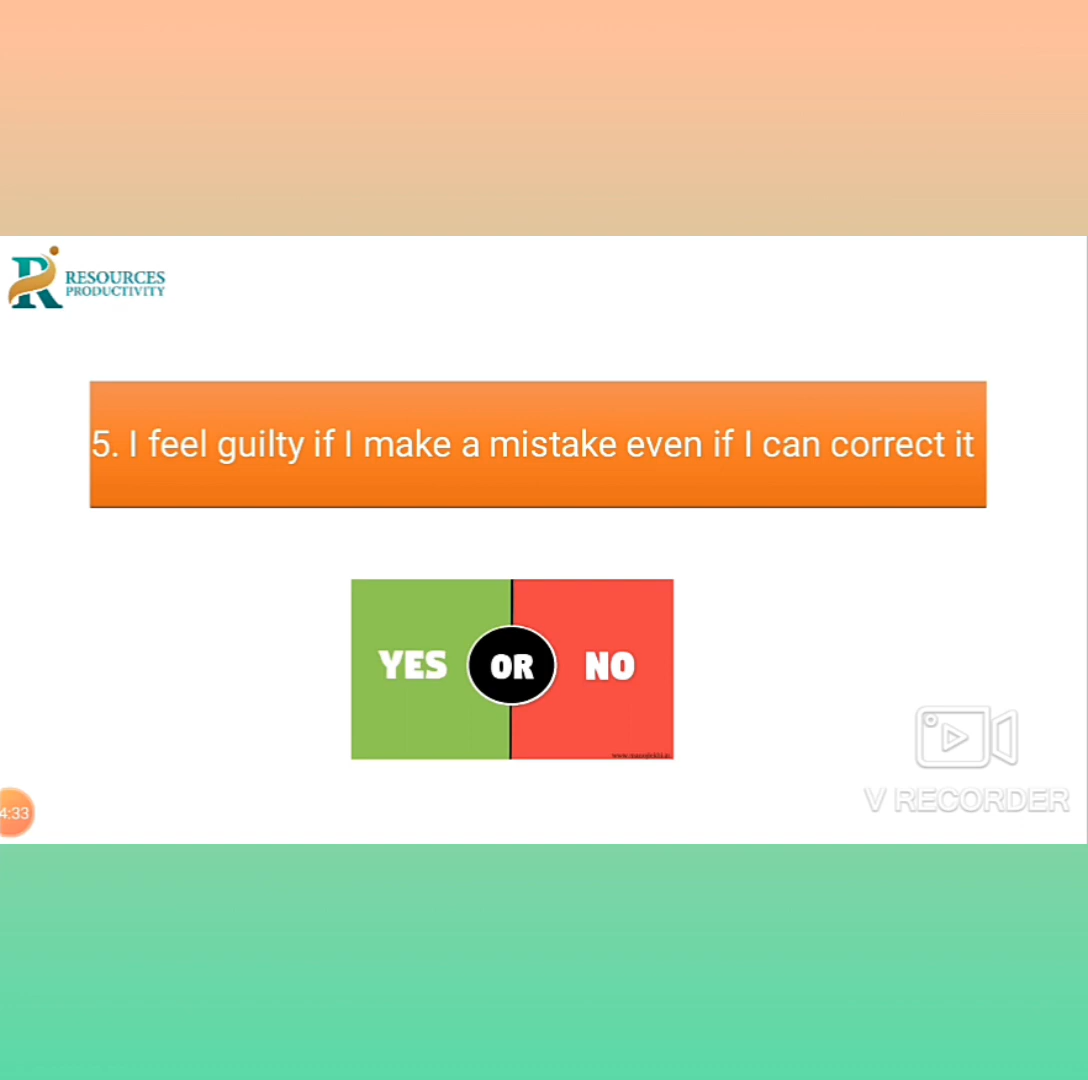 RESOURCES
PRODUCTIVITY
5. I feel guilty if I make a mistake even if I can correct it
YES OR NO
4:33
V RECORDER